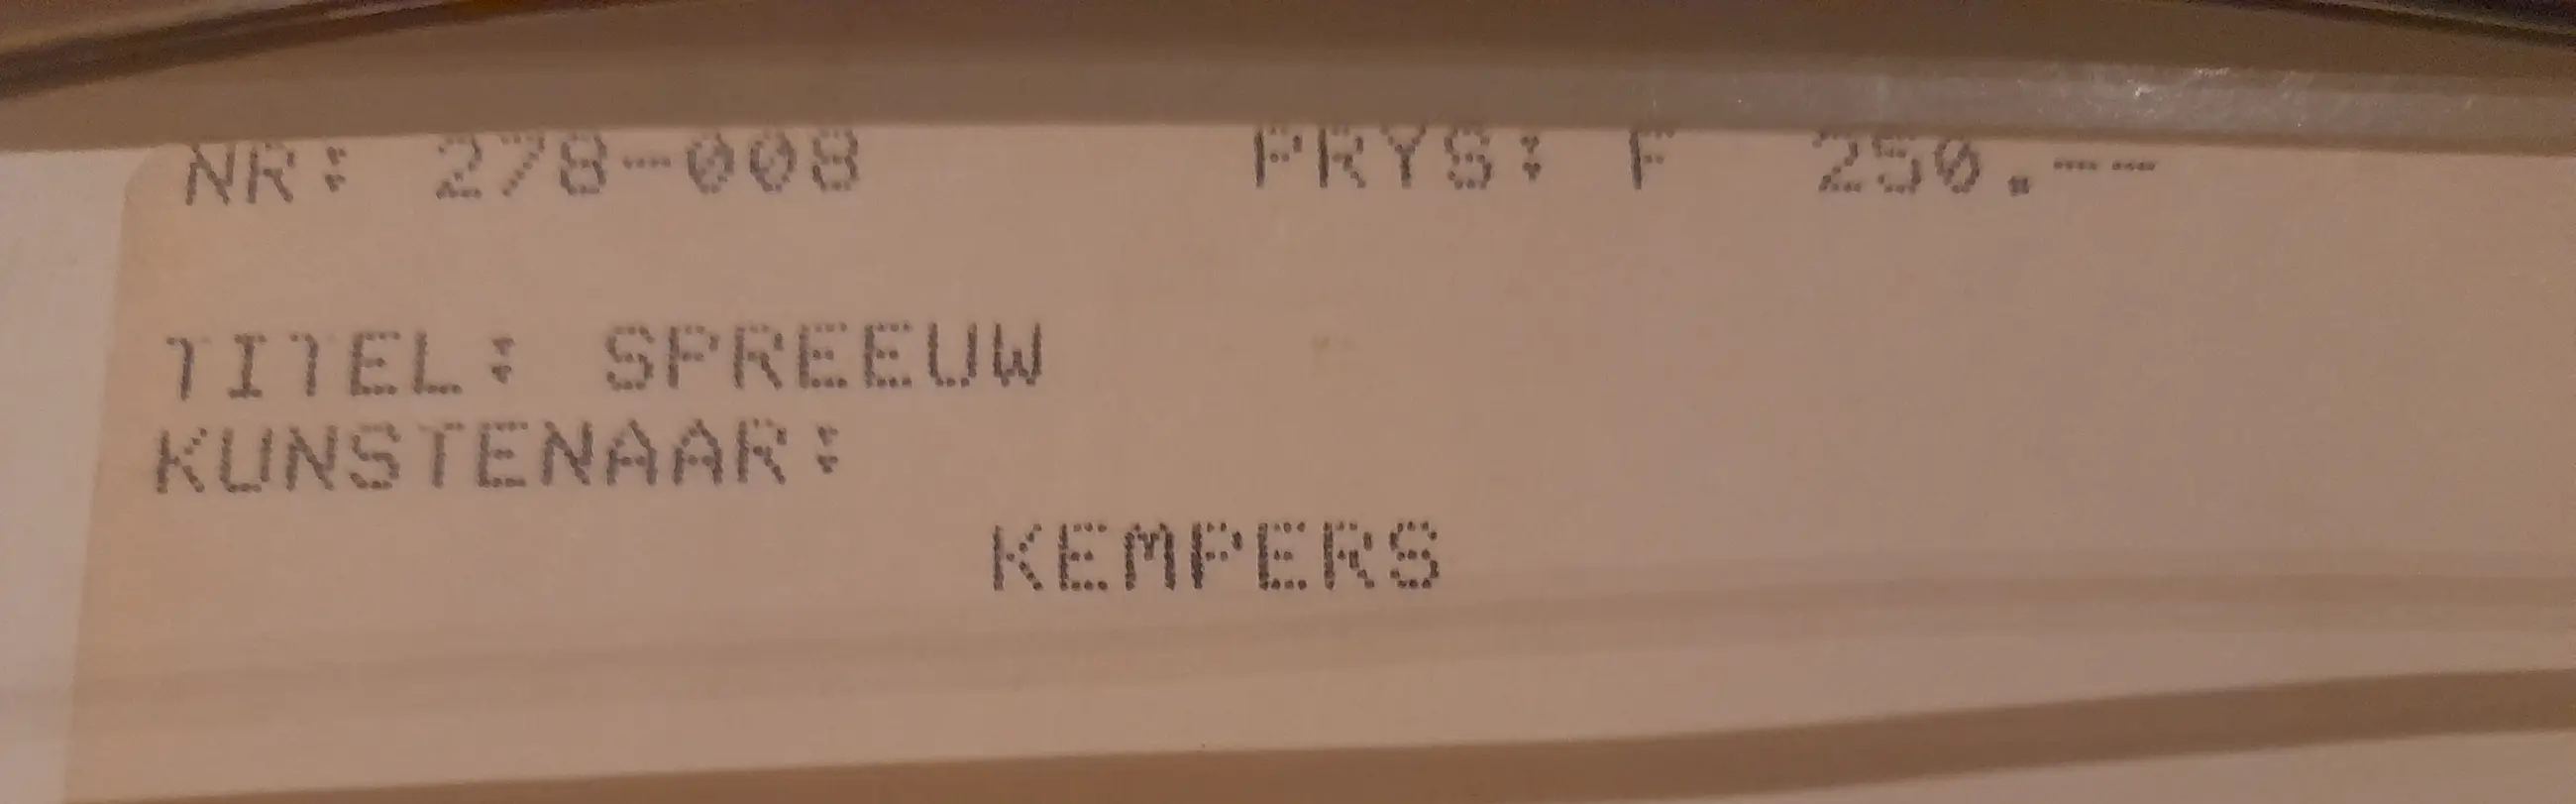 NR: 278-008 PRYS: F 250.--
TITEL: SPREEUW
KUNSTENAAR:
KEMPERS